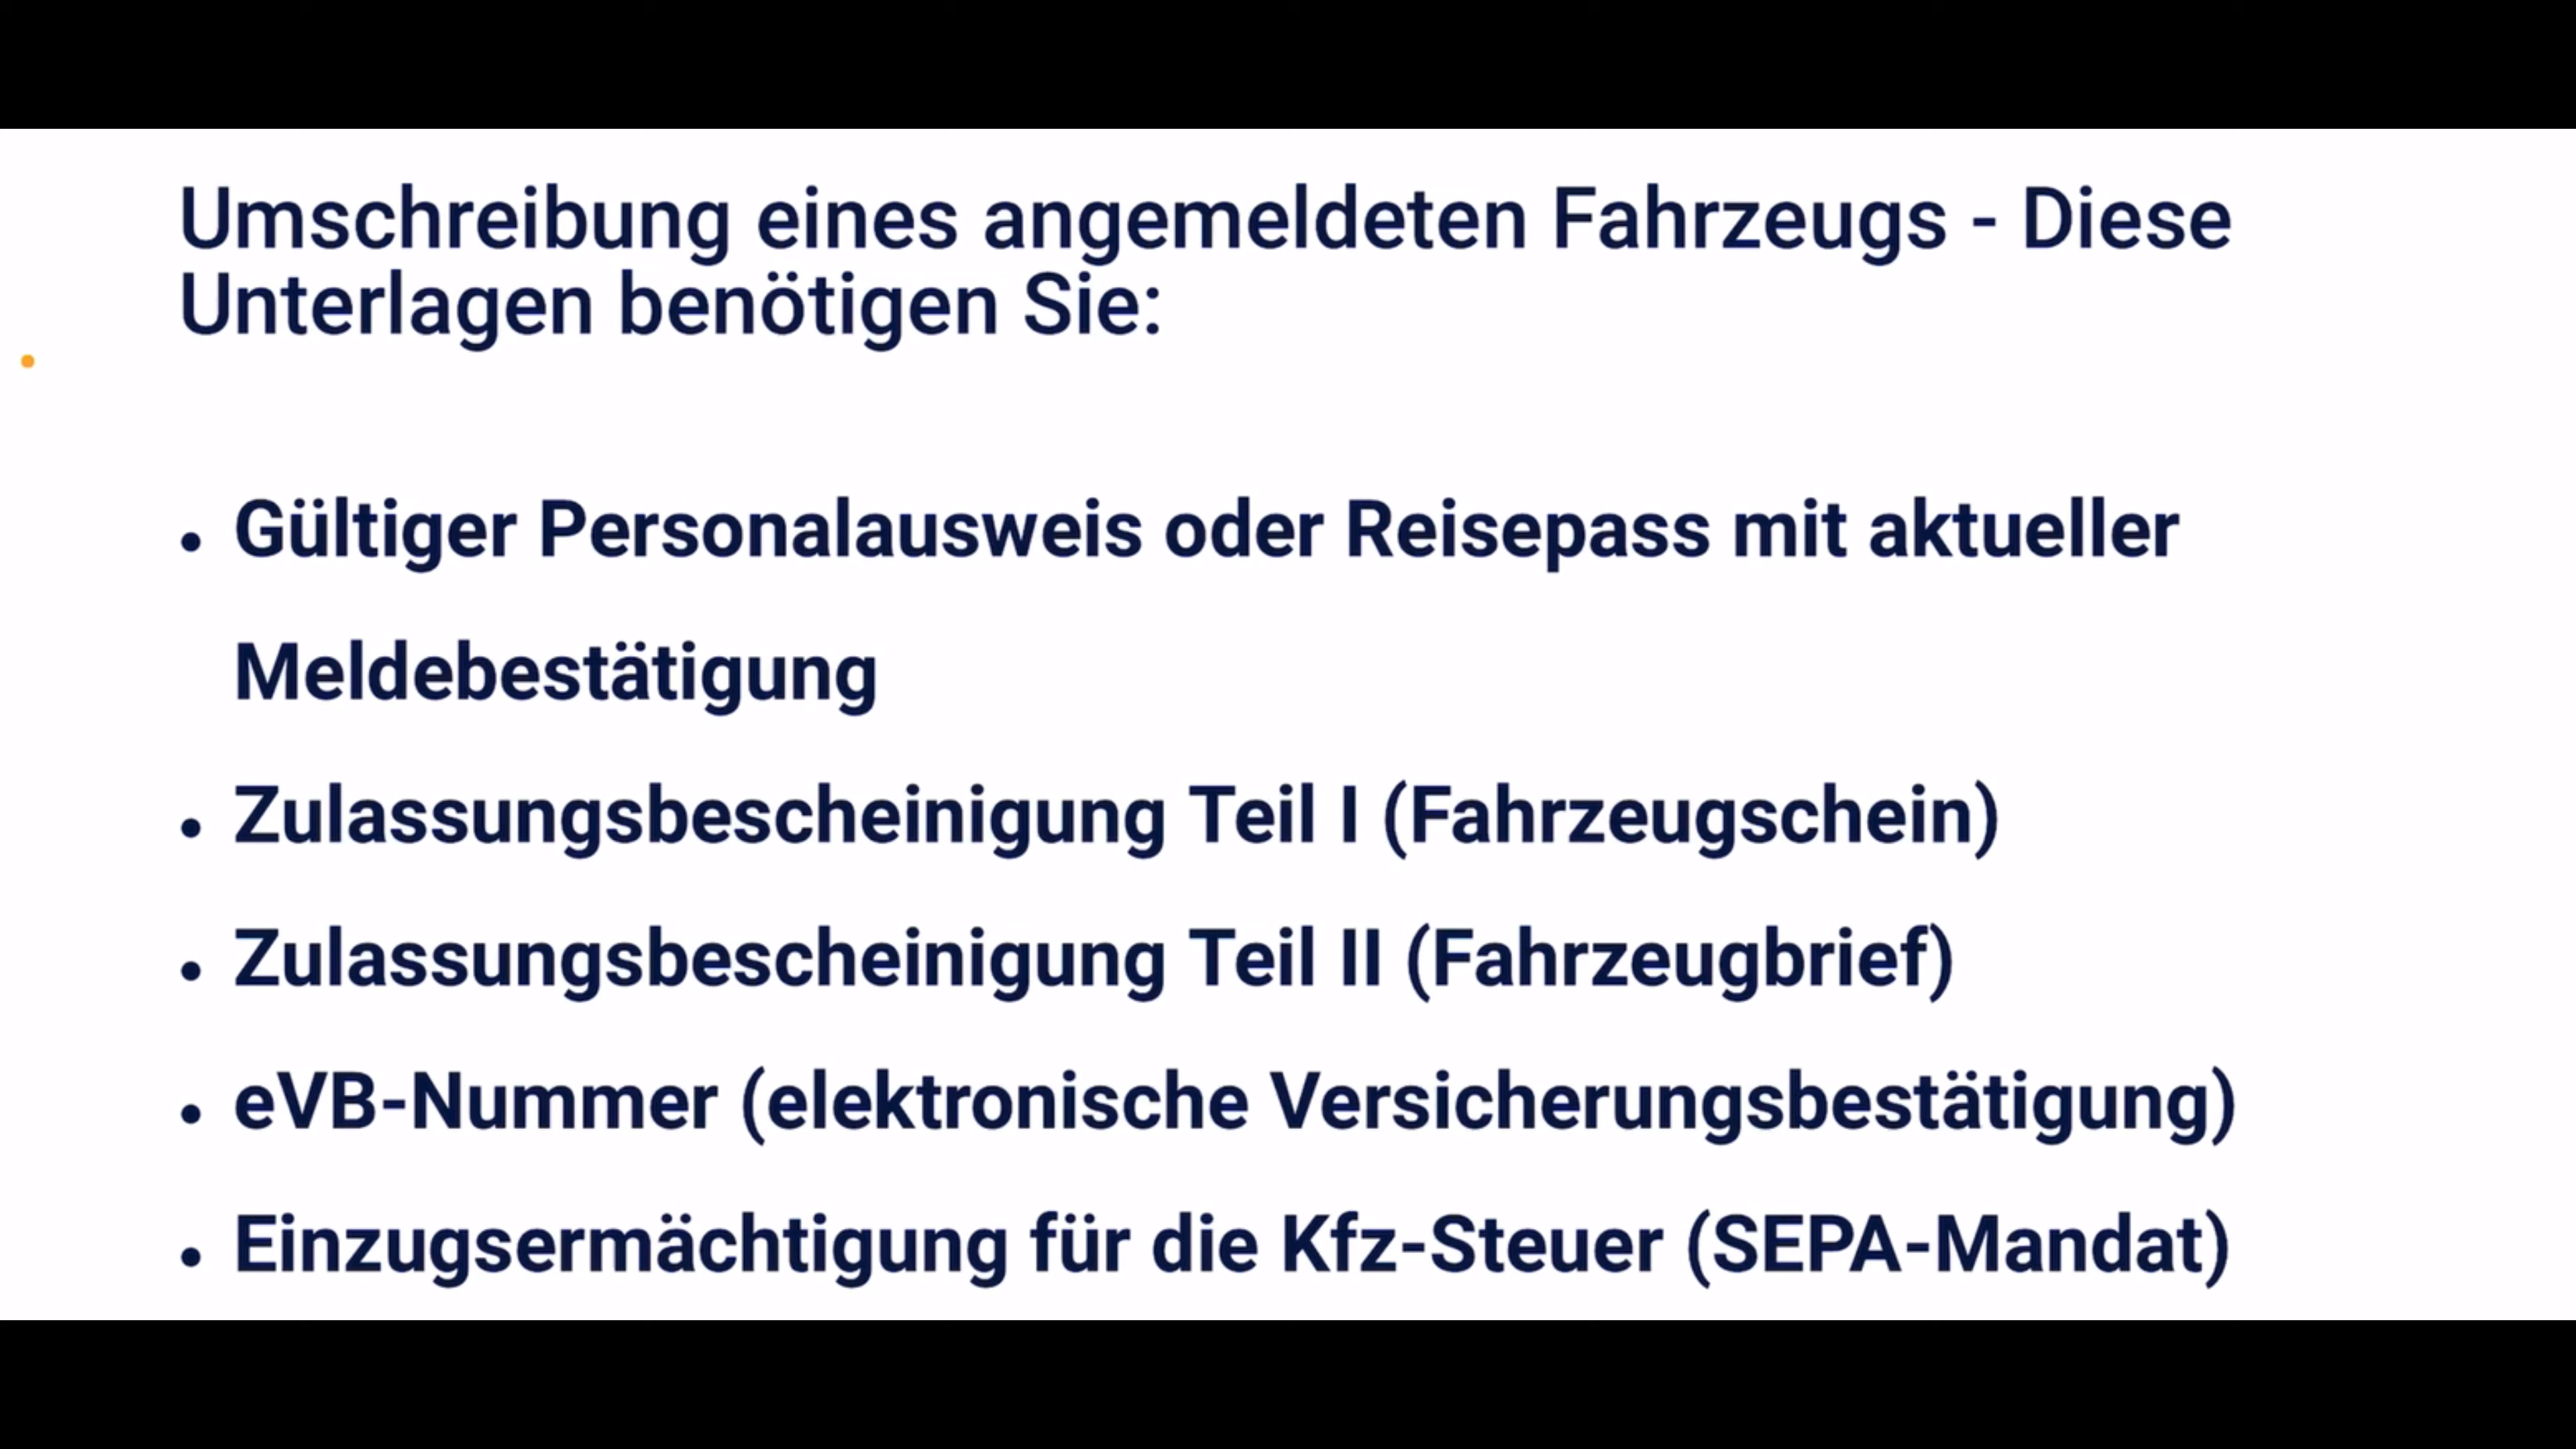 Umschreibung eines angemeldeten Fahrzeugs - Diese
Unterlagen benötigen Sie:
• Gültiger Personalausweis oder Reisepass mit aktueller
Meldebestätigung
• Zulassungsbescheinigung Teil I (Fahrzeugschein)
• Zulassungsbescheinigung Teil II (Fahrzeugbrief)
• eVB-Nummer (elektronische Versicherungsbestätigung)
• Einzugsermächtigung für die Kfz-Steuer (SEPA-Mandat)